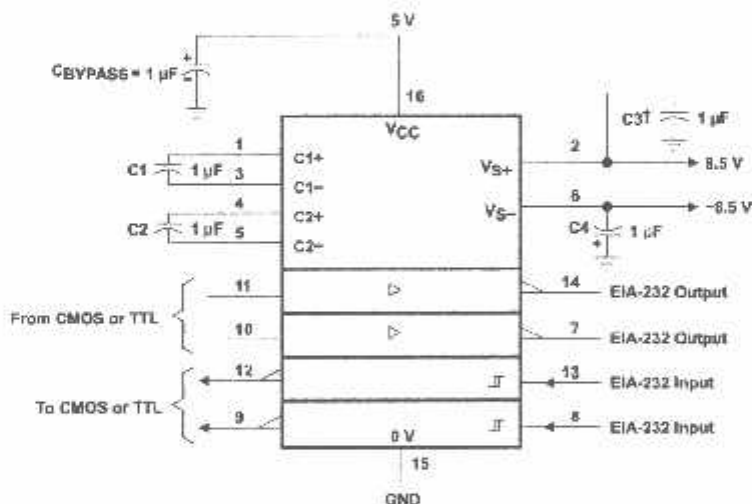 5 V
CBYPASS = 1 µF
+
−
16
VCC
C3† 1 µF
1
C1+
2
C1 1 µF
VS+
8.5 V
3
C1−
4
C2+
6
VS−
−8.5 V
C2 1 µF
C4 1 µF
+
5
C2−
11
14
EIA-232 Output
From CMOS or TTL
10
7
EIA-232 Output
12
13
EIA-232 Input
To CMOS or TTL
9
8
EIA-232 Input
0 V
15
GND